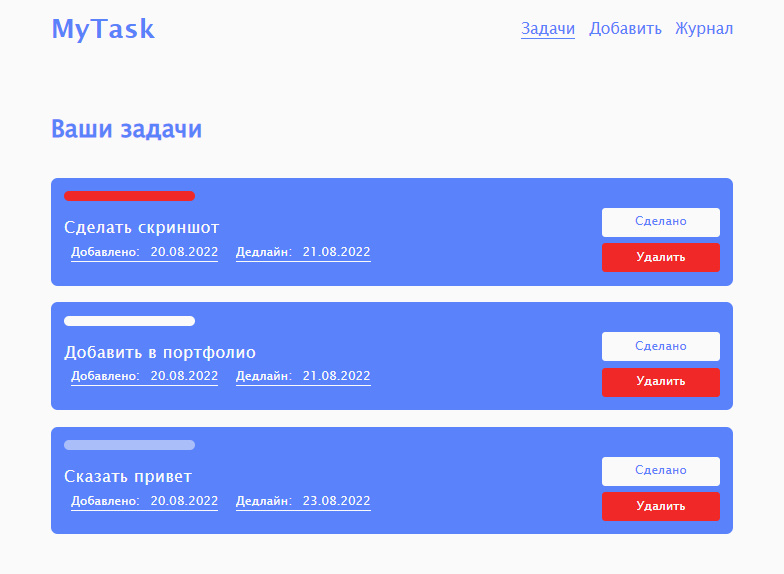 MyTask
Задачи Добавить Журнал
Ваши задачи
Сделать скриншот
Добавлено: 20.08.2022 Дедлайн: 21.08.2022
Сделано
Удалить
Добавить в портфолио
Добавлено: 20.08.2022 Дедлайн: 21.08.2022
Сделано
Удалить
Сказать привет
Добавлено: 20.08.2022 Дедлайн: 23.08.2022
Сделано
Удалить